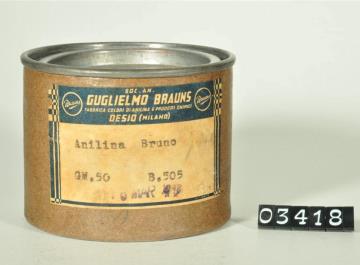 SOC. AN.
GUGLIELMO BRAUNS
FABBRICA COLORI DI ANILINA E PRODOTTI CHIMICI
DESIO (MILANO)
Brauns
Brauns
Anilina Bruno
GW.50 B.505
MAR
03418